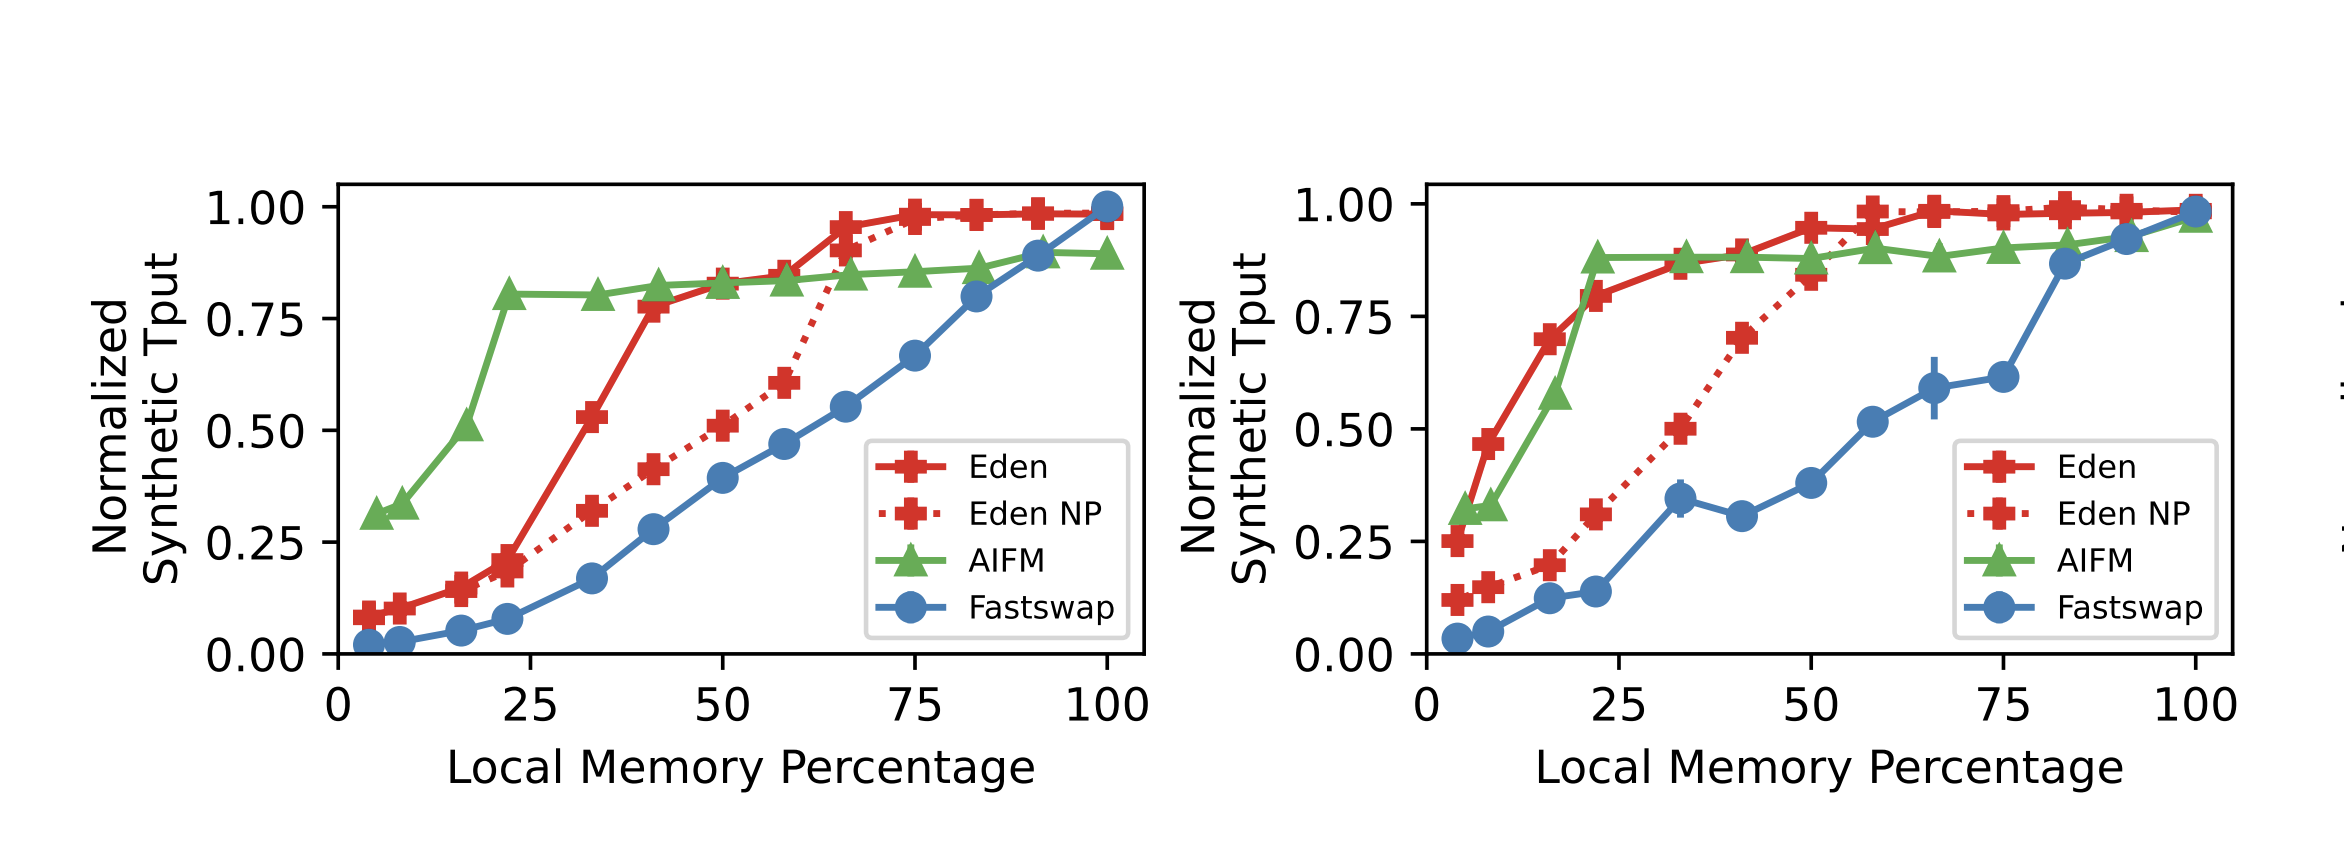 Normalized
Synthetic Tput
1.00
0.75
0.50
0.25
0.00
0 25 50 75 100
Local Memory Percentage
Eden
Eden NP
AIFM
Fastswap
Normalized
Synthetic Tput
1.00
0.75
0.50
0.25
0.00
0 25 50 75 100
Local Memory Percentage
Eden
Eden NP
AIFM
Fastswap